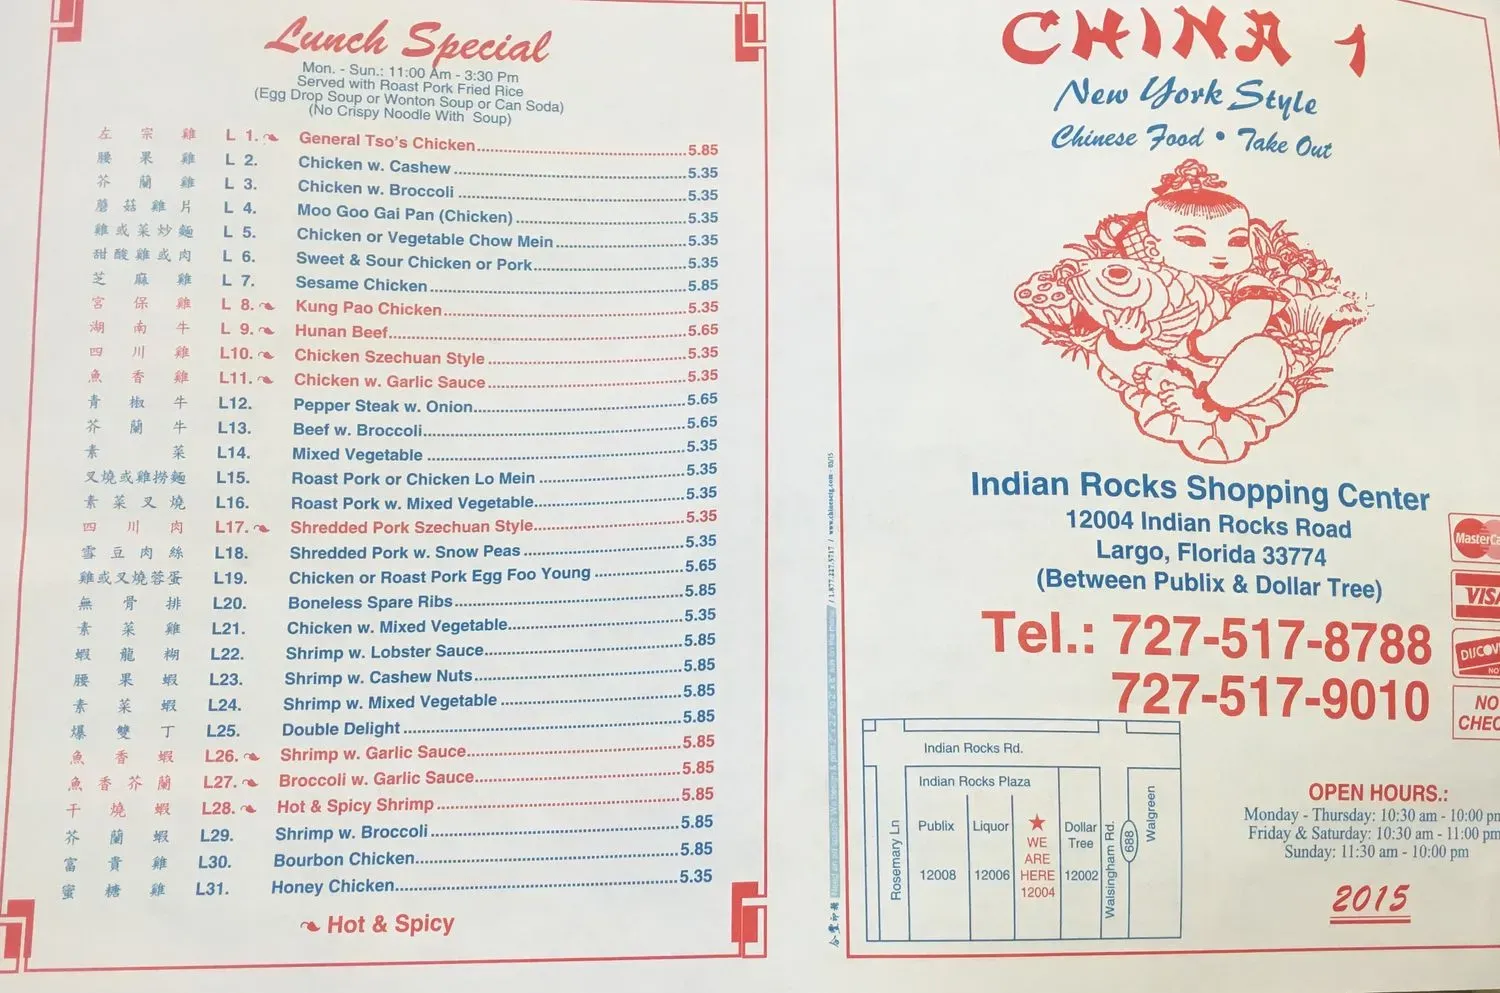 Lunch Special
Mon. - Sun.: 11:00 Am - 3:30 Pm
Served with Roast Pork Fried Rice
(Egg Drop Soup or Wonton Soup or Can Soda)
(No Crispy Noodle With Soup)
左宗雞 L 1. General Tso's Chicken 5.85
腰果雞 L 2. Chicken w. Cashew 5.35
芥蘭雞 L 3. Chicken w. Broccoli 5.35
蘑菇雞片 L 4. Moo Goo Gai Pan (Chicken) 5.35
雞或菜炒麵 L 5. Chicken or Vegetable Chow Mein 5.35
甜酸雞或肉 L 6. Sweet & Sour Chicken or Pork 5.35
芝麻雞 L 7. Sesame Chicken 5.85
宮保雞 L 8. Kung Pao Chicken 5.35
湖南牛 L 9. Hunan Beef 5.65
四川雞 L10. Chicken Szechuan Style 5.35
魚香雞 L11. Chicken w. Garlic Sauce 5.35
青椒牛 L12. Pepper Steak w. Onion 5.65
芥蘭牛 L13. Beef w. Broccoli 5.65
素菜 L14. Mixed Vegetable 5.35
叉燒或雞撈麵 L15. Roast Pork or Chicken Lo Mein 5.35
素菜叉燒 L16. Roast Pork w. Mixed Vegetable 5.35
四川肉 L17. Shredded Pork Szechuan Style 5.35
雪豆肉絲 L18. Shredded Pork w. Snow Peas 5.35
雞或叉燒蓉蛋 L19. Chicken or Roast Pork Egg Foo Young 5.65
無骨排 L20. Boneless Spare Ribs 5.85
素菜雞 L21. Chicken w. Mixed Vegetable 5.35
蝦龍糊 L22. Shrimp w. Lobster Sauce 5.85
腰果蝦 L23. Shrimp w. Cashew Nuts 5.85
素菜蝦 L24. Shrimp w. Mixed Vegetable 5.85
爆雙丁 L25. Double Delight 5.85
魚香蝦 L26. Shrimp w. Garlic Sauce 5.85
魚香芥蘭 L27. Broccoli w. Garlic Sauce 5.85
干燒蝦 L28. Hot & Spicy Shrimp 5.85
芥蘭蝦 L29. Shrimp w. Broccoli 5.85
富貴雞 L30. Bourbon Chicken 5.85
蜜糖雞 L31. Honey Chicken 5.35
Hot & Spicy
CHINA 1
New York Style
Chinese Food • Take Out
Indian Rocks Shopping Center
12004 Indian Rocks Road
Largo, Florida 33774
(Between Publix & Dollar Tree)
Tel.: 727-517-8788
727-517-9010
MasterCa
VISA
DISCOV
NO
NO
CHEC
Indian Rocks Rd.
Indian Rocks Plaza
Rosemary Ln
Publix
12008
Liquor
12006
WE
ARE
HERE
12004
Dollar
Tree
12002
Walsingham Rd.
688
Walgreen
OPEN HOURS.:
Monday - Thursday: 10:30 am - 10:00 pm
Friday & Saturday: 10:30 am - 11:00 pm
Sunday: 11:30 am - 10:00 pm
2015